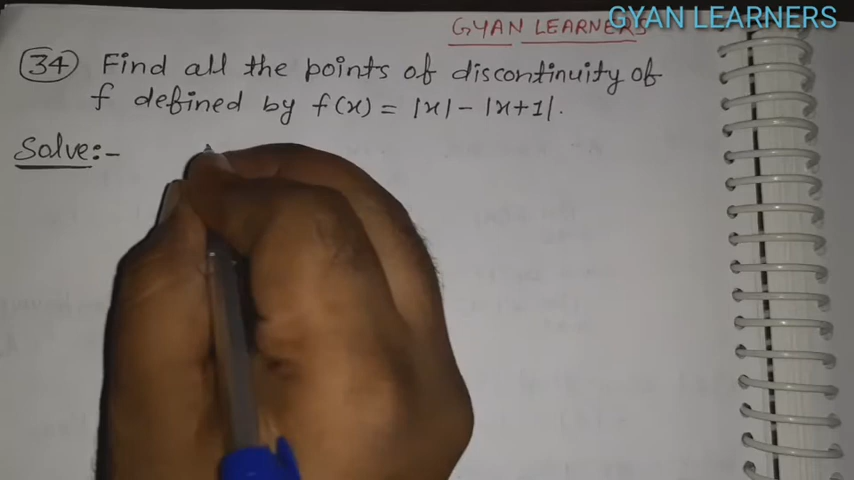 GYAN LEARNERS
GYAN LEARNERS
34 Find all the points of discontinuity of
f defined by f(x) = |x| - |x+1|.
Solve:-